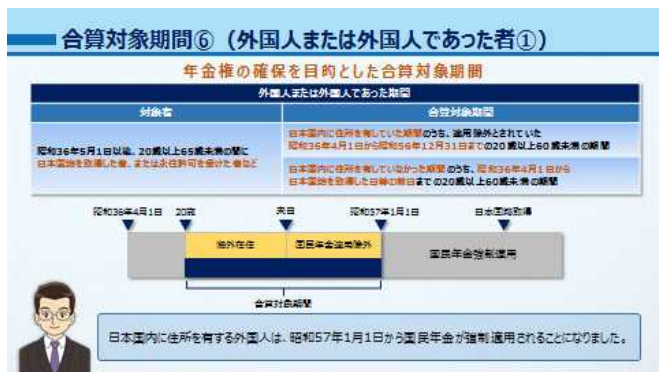 合算対象期間⑥(外国人または外国人であった者①)
年金権の確保を目的とした合算対象期間
外国人または外国人であった期間
対象者
合算対象期間
昭和36年5月1日以後、20歳以上65歳未満の間に
日本国籍を取得した者、または永住許可を受けた者など
日本国内に住所を有していた期間のうち、適用除外とされていた
昭和36年4月1日から昭和56年12月31日までの20歳以上60歳未満の期間
日本国内に住所を有していなかった期間のうち、昭和36年4月1日から
日本国籍を取得した日等の前日までの20歳以上60歳未満の期間
昭和36年4月1日 20歳 来日 昭和57年1月1日 日本国籍取得
海外在住 国民年金適用除外 国民年金強制適用
合算対象期間
日本国内に住所を有する外国人は、昭和57年1月1日から国民年金が強制適用されることになりました。